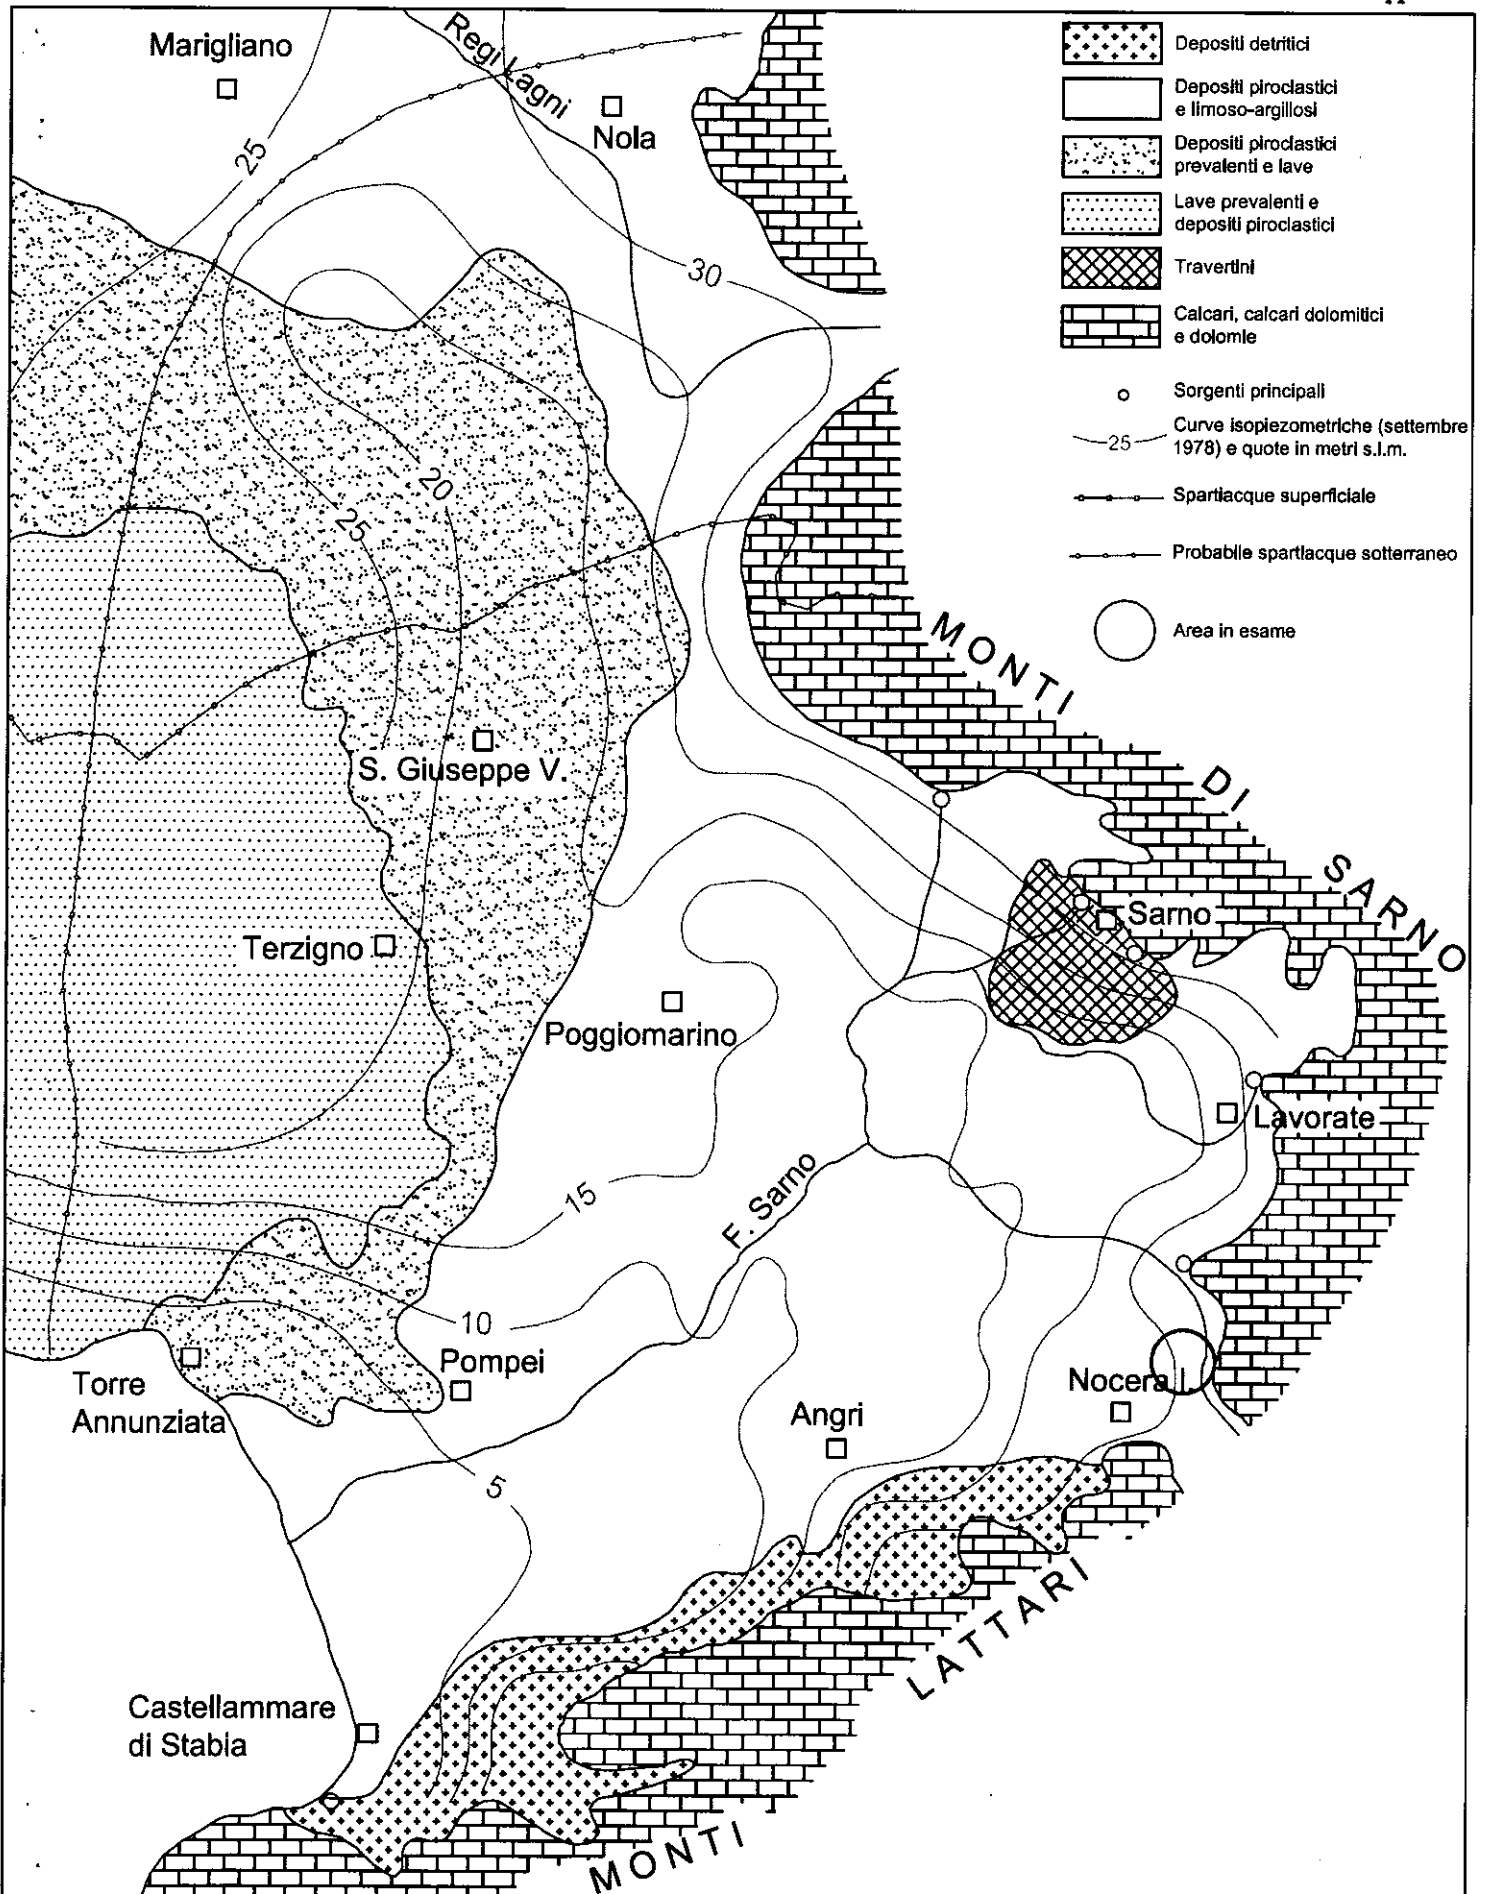 Marigliano
Regi Lagni
Nola
25
30
20
25
S. Giuseppe V.
Terzigno
Poggiomarino
Sarno
Lavorate
15
F. Sarno
10
Pompei
Torre
Annunziata
Nocera I.
Angri
5
Castellammare
di Stabia
MONTI
DI
SARNO
MONTI
LATTARI
Depositi detritici
Depositi piroclastici
e limoso-argillosi
Depositi piroclastici
prevalenti e lave
Lave prevalenti e
depositi piroclastici
Travertini
Calcari, calcari dolomitici
e dolomie
Sorgenti principali
25
Curve isopiezometriche (settembre
1978) e quote in metri s.l.m.
Spartiacque superficiale
Probabile spartiacque sotterraneo
Area in esame